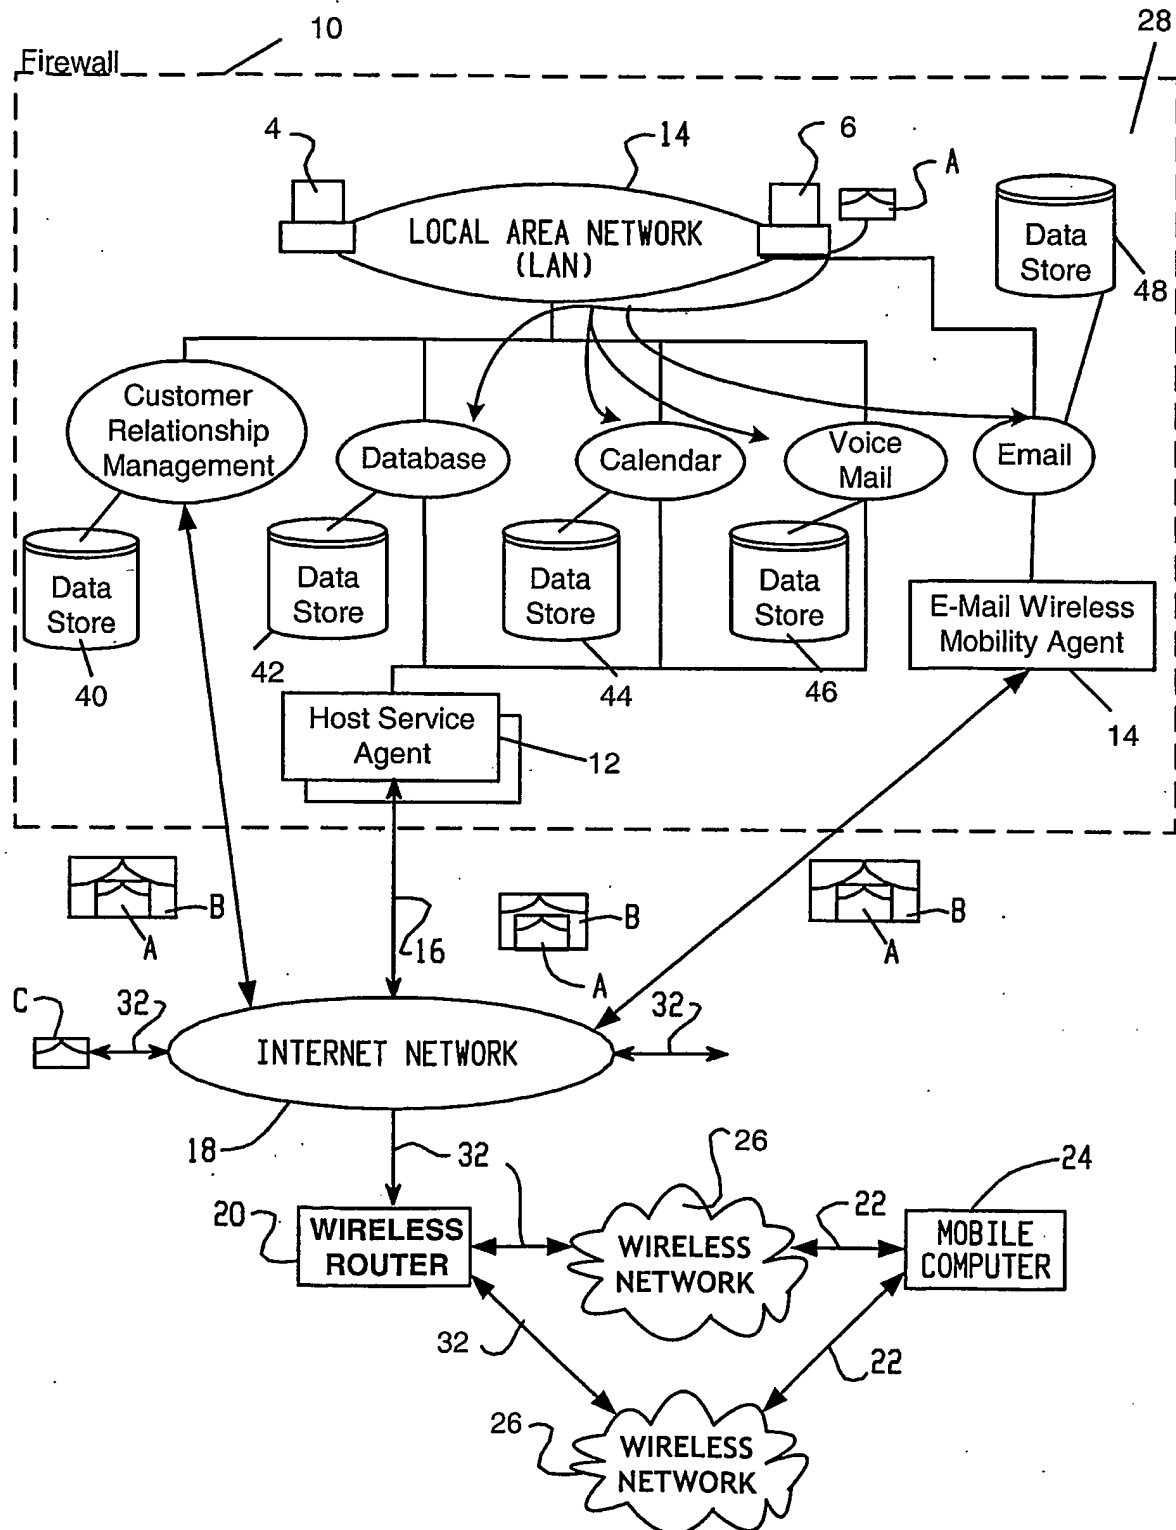 10
28
Firewall
4
14
6
A
LOCAL AREA NETWORK
(LAN)
Data
Store
48
Customer
Relationship
Management
Database
Calendar
Voice
Mail
Email
Data
Store
40
Data
Store
42
Data
Store
44
Data
Store
46
E-Mail Wireless
Mobility Agent
14
Host Service
Agent
12
B
A
16
B
A
B
A
C
32
INTERNET NETWORK
32
18
32
26
24
20
WIRELESS
ROUTER
WIRELESS
NETWORK
22
MOBILE
COMPUTER
32
22
26
WIRELESS
NETWORK